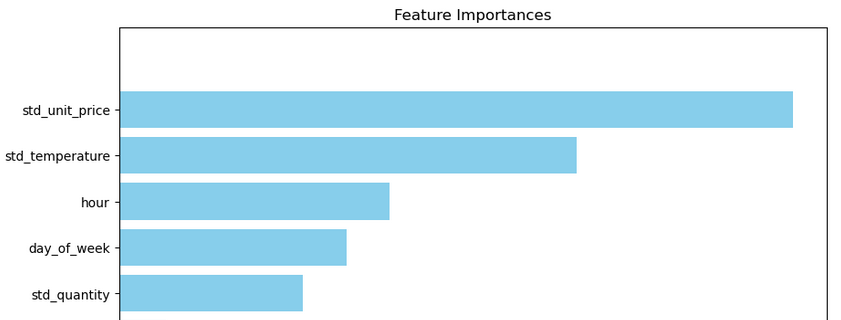 Feature Importances
std_unit_price
std_temperature
hour
day_of_week
std_quantity